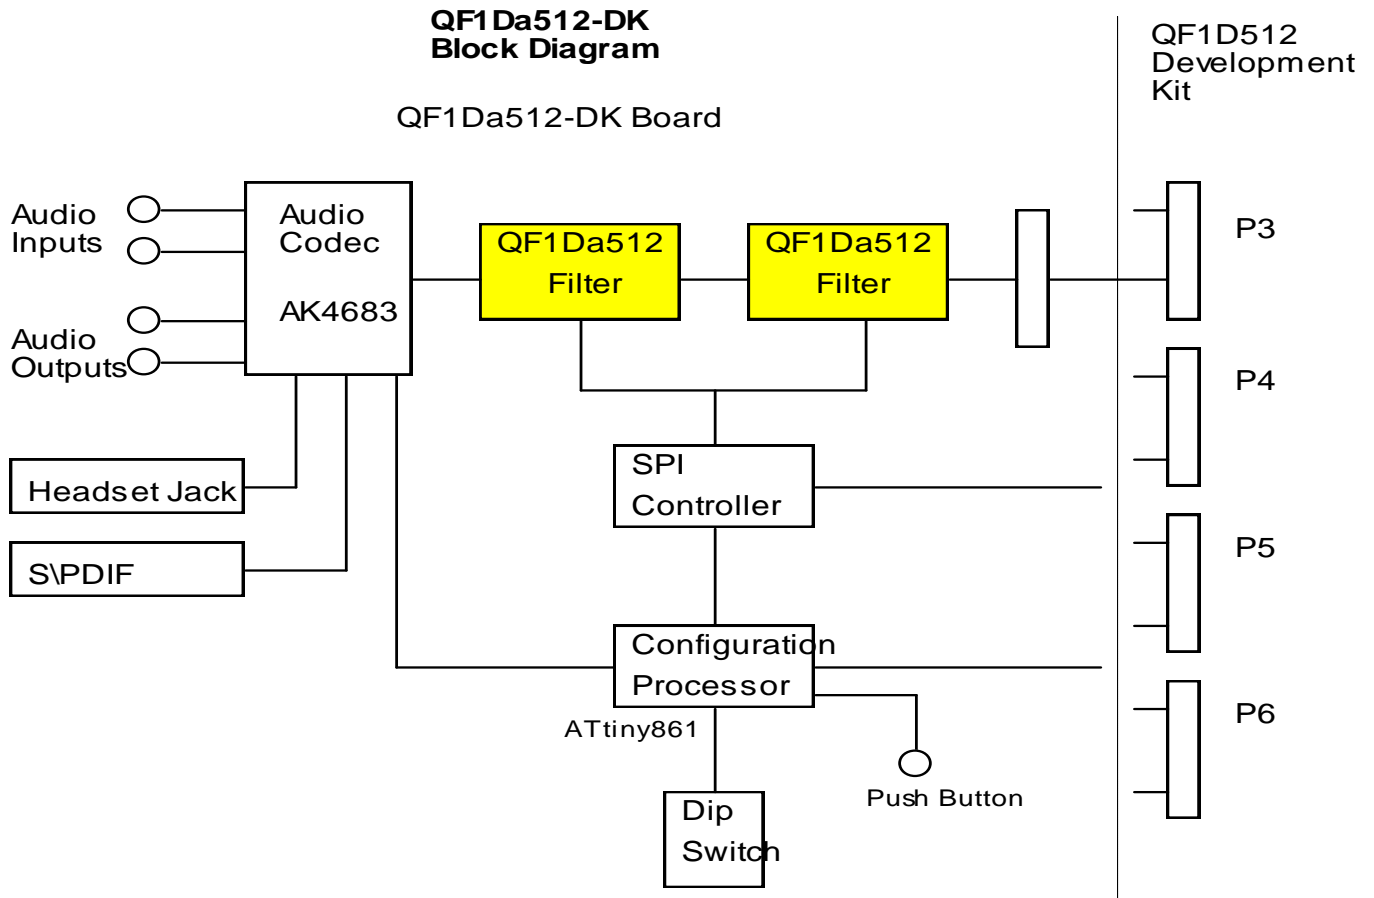 QF1Da512-DK
Block Diagram
QF1D512
Development
Kit
QF1Da512-DK Board
Audio
Inputs
Audio
Codec
AK4683
QF1Da512
Filter
QF1Da512
Filter
P3
Audio
Outputs
P4
Headset Jack
SPI
Controller
S\PDIF
P5
Configuration
Processor
ATtiny861
P6
Push Button
Dip
Switch